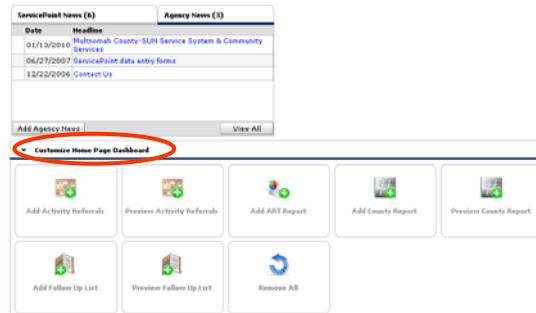 ServicePoint News (6) Agency News (3)
Date Headline
01/13/2010 Multnomah County-SUN Service System & Community
Services
06/27/2007 ServicePoint data entry forms
12/22/2006 Contact Us
Add Agency News View All
Customize Home Page Dashboard
Add Activity Referrals Preview Activity Referrals Add ART Report Add Counts Report Preview Counts Report
Add Follow Up List Preview Follow Up List Remove All